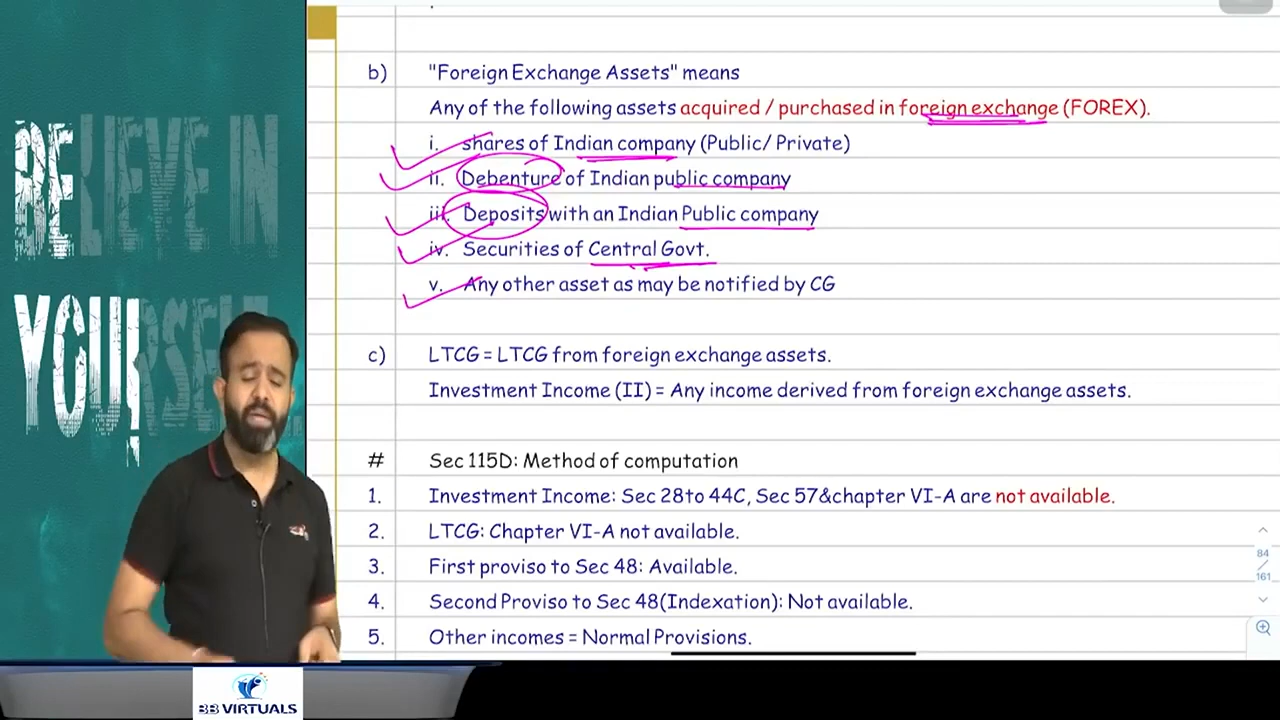 BELIEVE IN
YOURSELF
b) "Foreign Exchange Assets" means
Any of the following assets acquired / purchased in foreign exchange (FOREX).
i. shares of Indian company (Public/ Private)
ii. Debenture of Indian public company
iii. Deposits with an Indian Public company
iv. Securities of Central Govt.
v. Any other asset as may be notified by CG
c) LTCG = LTCG from foreign exchange assets.
Investment Income (II) = Any income derived from foreign exchange assets.
# Sec 115D: Method of computation
1. Investment Income: Sec 28to 44C, Sec 57&chapter VI-A are not available.
2. LTCG: Chapter VI-A not available.
3. First proviso to Sec 48: Available.
4. Second Proviso to Sec 48(Indexation): Not available.
5. Other incomes = Normal Provisions.
84
/
161
BB VIRTUALS